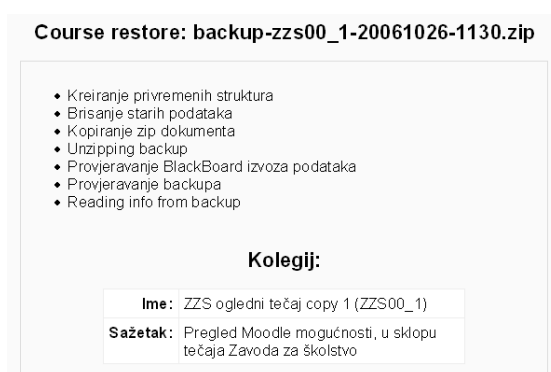 Course restore: backup-zzs00_1-20061026-1130.zip
Kreiranje privremenih struktura
Brisanje starih podataka
Kopiranje zip dokumenta
Unzipping backup
Provjeravanje BlackBoard izvoza podataka
Provjeravanje backupa
Reading info from backup
Kolegij:
Ime: ZZS ogledni tečaj copy 1 (ZZS00_1)
Sažetak: Pregled Moodle mogućnosti, u sklopu
tečaja Zavoda za školstvo